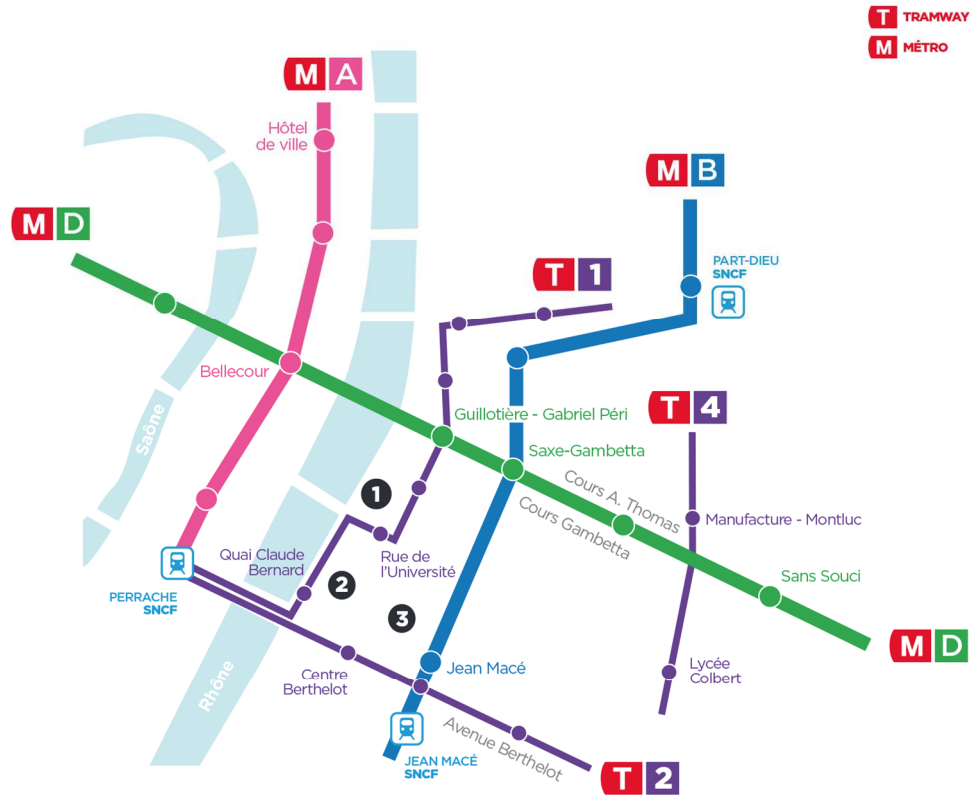 T TRAMWAY
M MÉTRO
M A
Hôtel
de ville
M B
M D
PART-DIEU
SNCF
T 1
Bellecour
Saône
Guillotière - Gabriel Péri
T 4
Saxe-Gambetta
Cours A. Thomas
Cours Gambetta
1
Manufacture - Montluc
Quai Claude
Bernard
Rue de
l'Université
2
Sans Souci
PERRACHE
SNCF
3
M D
Rhône
Centre
Berthelot
Jean Macé
Lycée
Colbert
Avenue Berthelot
JEAN MACÉ
SNCF
T 2